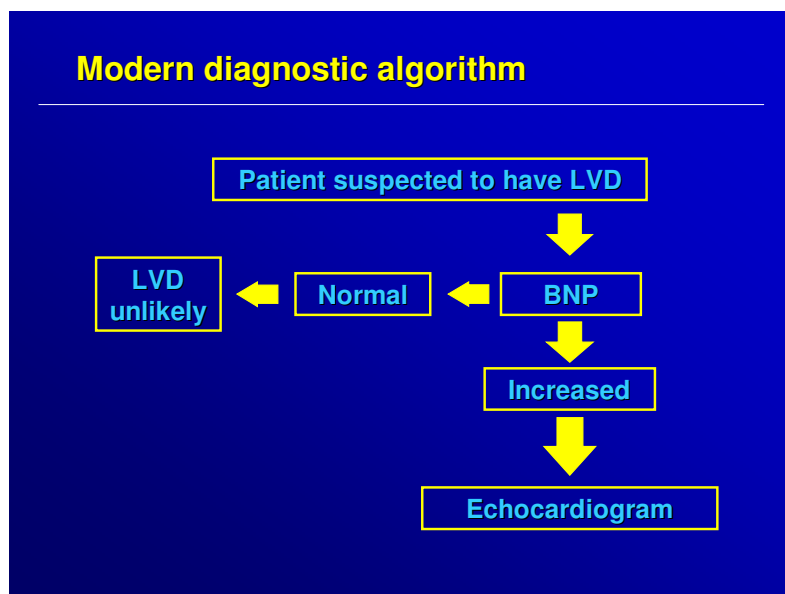 Modern diagnostic algorithm
Patient suspected to have LVD
LVD
unlikely
Normal
BNP
Increased
Echocardiogram